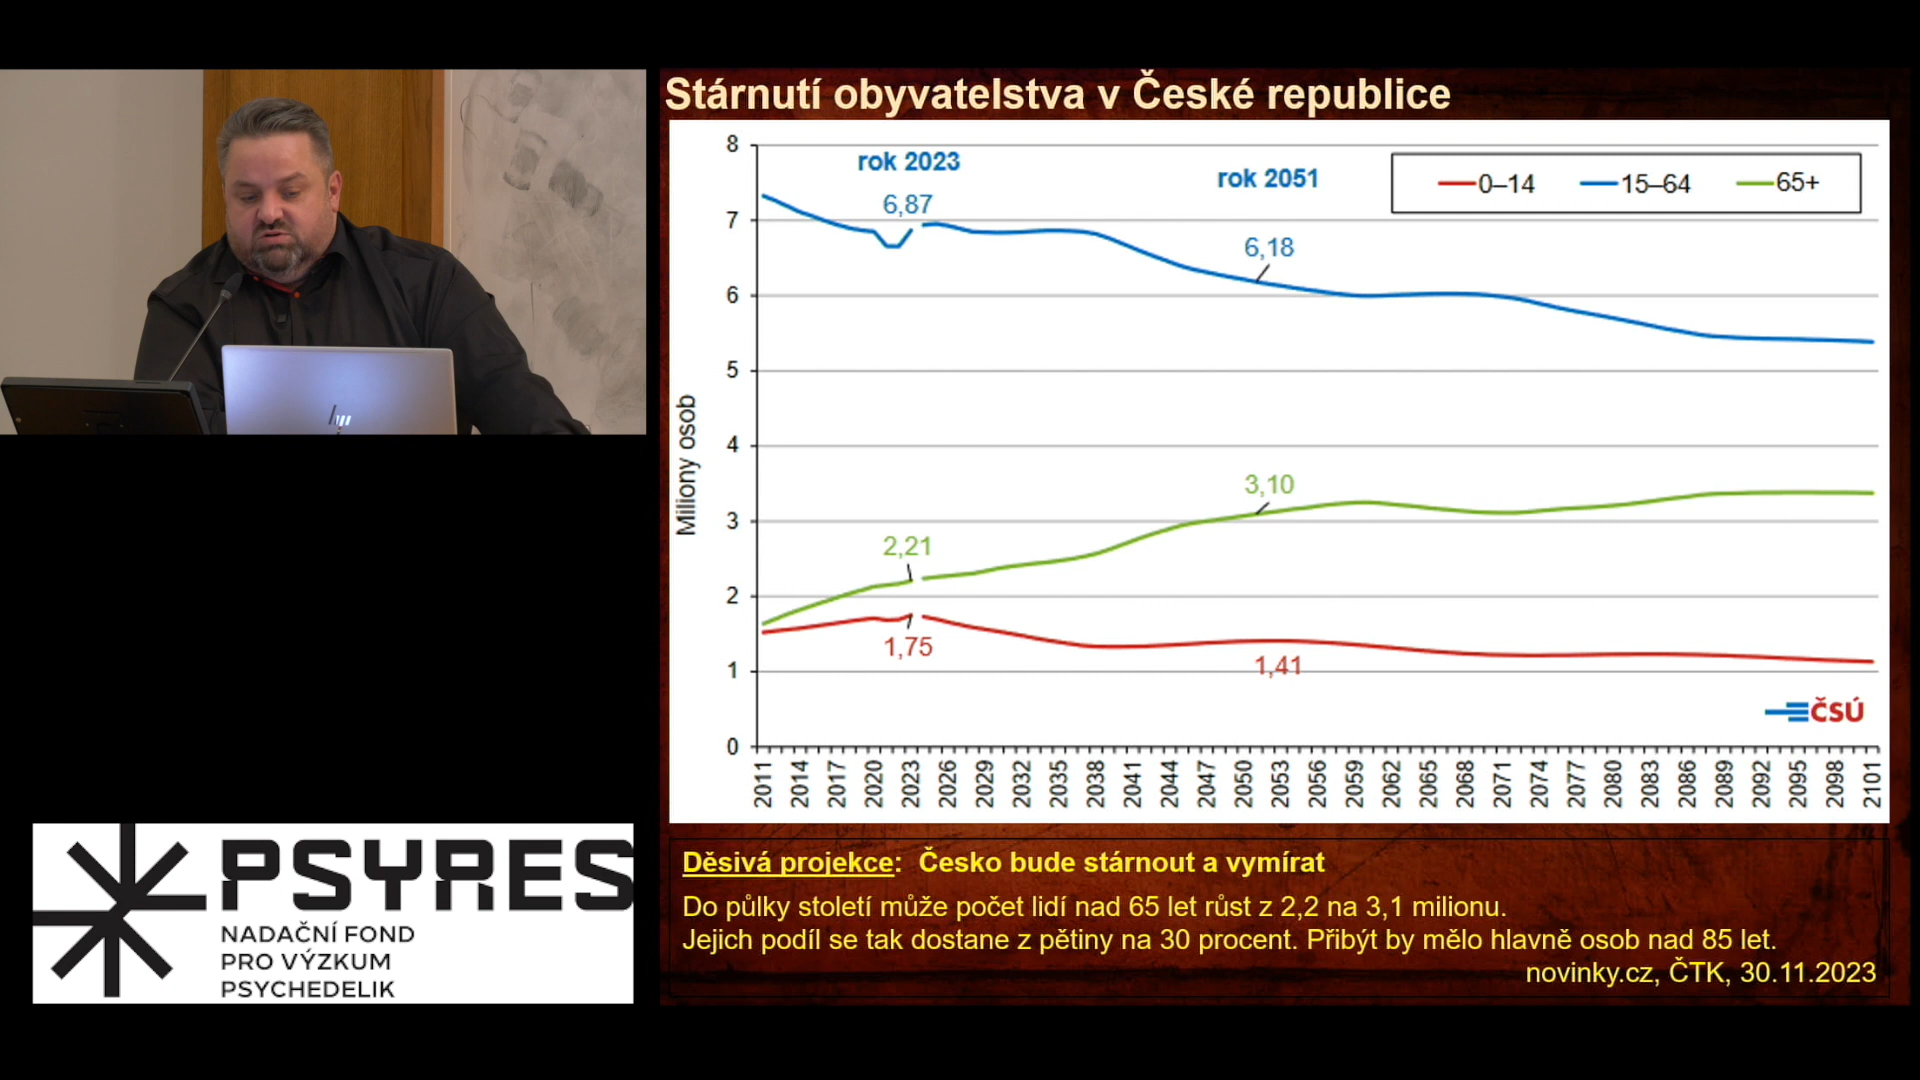 Stárnutí obyvatelstva v České republice
8
7
6
5
4
3
2
1
0
Miliony osob
rok 2023
6,87
rok 2051
6,18
0–14
15–64
65+
3,10
2,21
1,75
1,41
ČSÚ
2011 2014 2017 2020 2023 2026 2029 2032 2035 2038 2041 2044 2047 2050 2053 2056 2059 2062 2065 2068 2071 2074 2077 2080 2083 2086 2089 2092 2095 2098 2101
Děsivá projekce: Česko bude stárnout a vymírat
Do půlky století může počet lidí nad 65 let růst z 2,2 na 3,1 milionu.
Jejich podíl se tak dostane z pětiny na 30 procent. Přibýt by mělo hlavně osob nad 85 let.
novinky.cz, ČTK, 30.11.2023
hp
PSYRES
NADAČNÍ FOND
PRO VÝZKUM
PSYCHEDELIK